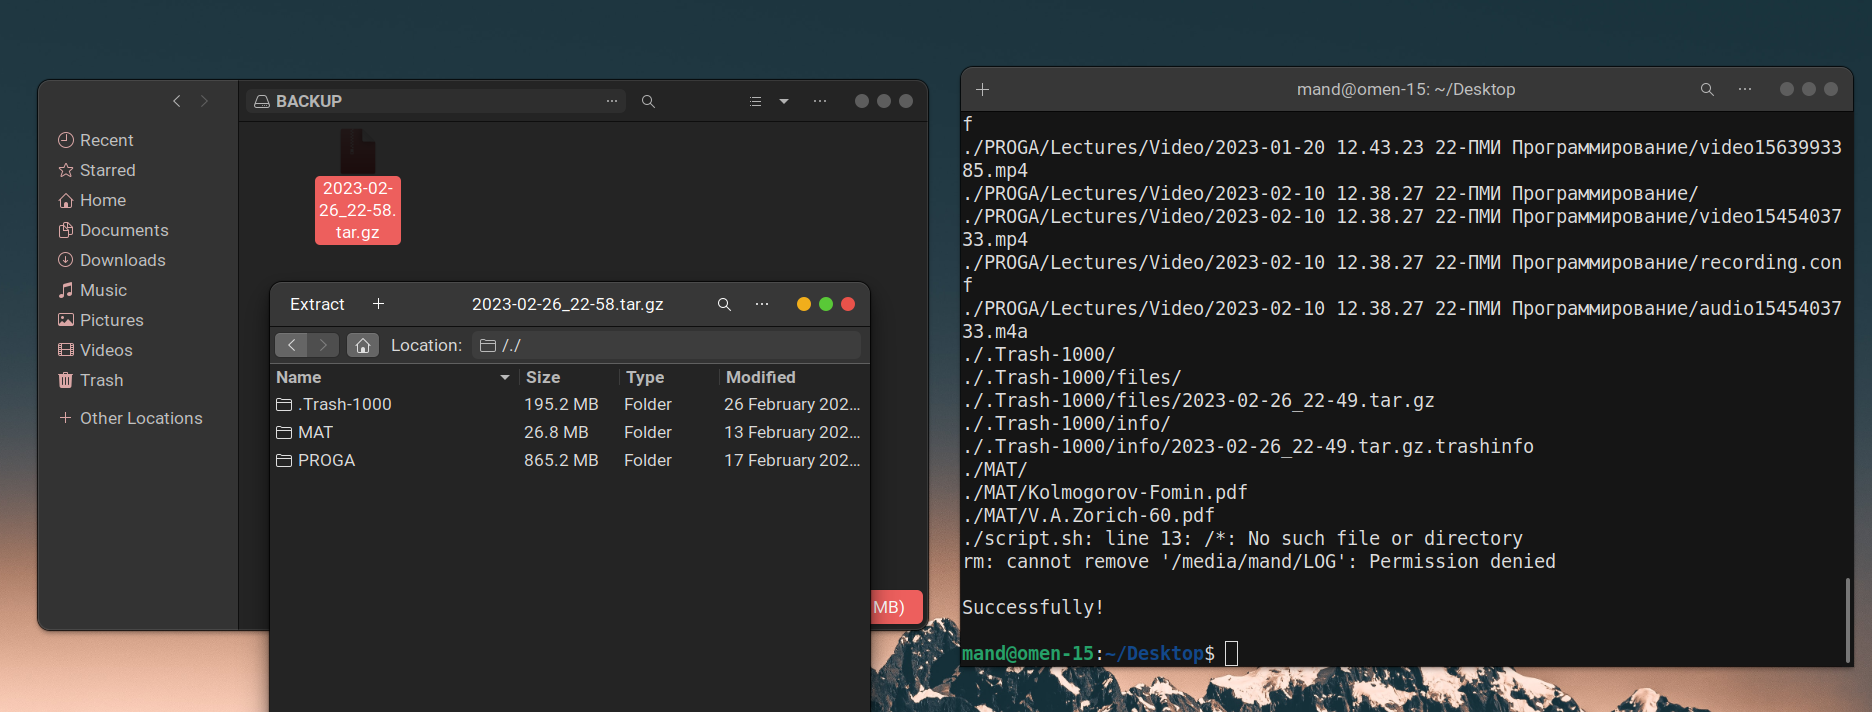 BACKUP
Recent
Starred
Home
Documents
Downloads
Music
Pictures
Videos
Trash
Other Locations
2023-02-
26_22-58.
tar.gz
Extract
2023-02-26_22-58.tar.gz
Location: /./
Name Size Type Modified
.Trash-1000 195.2 MB Folder 26 February 202…
MAT 26.8 MB Folder 13 February 202…
PROGA 865.2 MB Folder 17 February 202…
MB)
mand@omen-15: ~/Desktop
f
./PROGA/Lectures/Video/2023-01-20 12.43.23 22-ПМИ Программирование/video15639933
85.mp4
./PROGA/Lectures/Video/2023-02-10 12.38.27 22-ПМИ Программирование/
./PROGA/Lectures/Video/2023-02-10 12.38.27 22-ПМИ Программирование/video15454037
33.mp4
./PROGA/Lectures/Video/2023-02-10 12.38.27 22-ПМИ Программирование/recording.con
f
./PROGA/Lectures/Video/2023-02-10 12.38.27 22-ПМИ Программирование/audio15454037
33.m4a
./.Trash-1000/
./.Trash-1000/files/
./.Trash-1000/files/2023-02-26_22-49.tar.gz
./.Trash-1000/info/
./.Trash-1000/info/2023-02-26_22-49.tar.gz.trashinfo
./MAT/
./MAT/Kolmogorov-Fomin.pdf
./MAT/V.A.Zorich-60.pdf
./script.sh: line 13: /*: No such file or directory
rm: cannot remove '/media/mand/LOG': Permission denied
Successfully!
mand@omen-15:~/Desktop$